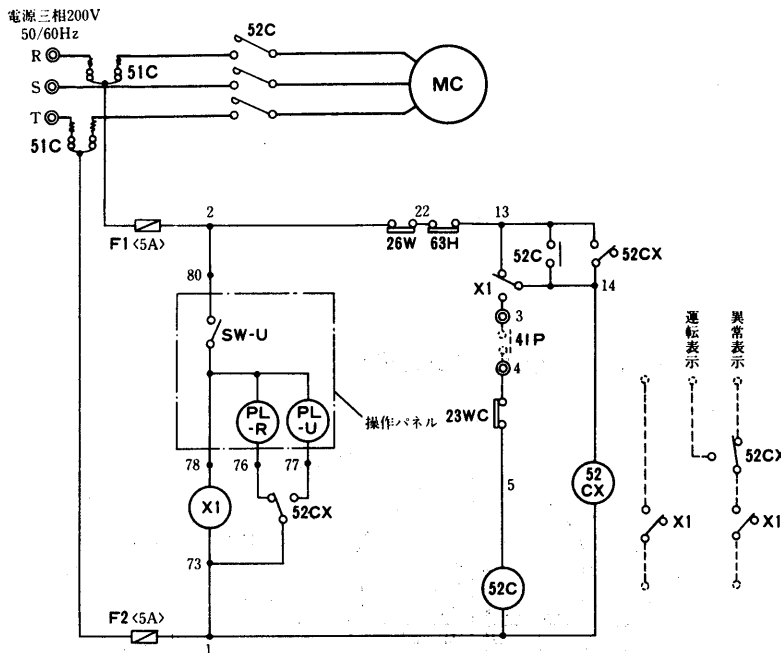 電源三相200V
50/60Hz
R
S
T
51C
51C
52C
MC
F1<5A>
2
22
13
26W
63H
52C
52CX
14
80
SW-U
X1
3
41P
4
PL
-R
PL
-U
操作パネル
23WC
78
76
77
X1
52CX
5
52
CX
73
52C
F2<5A>
1
運転表示
異常表示
52CX
X1
X1